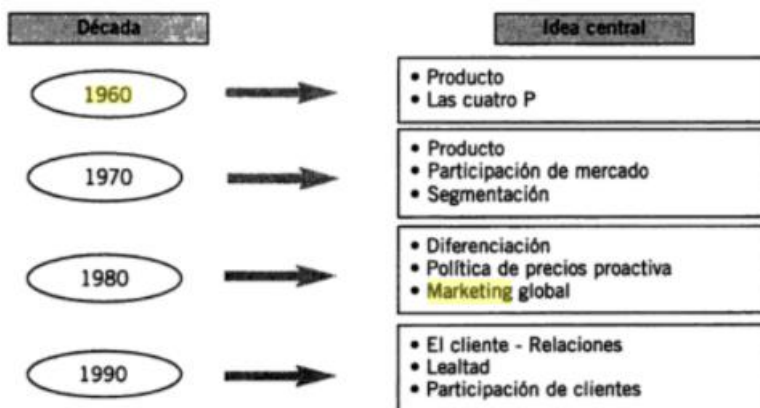 Década
Idea central
1960
• Producto
• Las cuatro P
1970
• Producto
• Participación de mercado
• Segmentación
1980
• Diferenciación
• Política de precios proactiva
• Marketing global
1990
• El cliente - Relaciones
• Lealtad
• Participación de clientes